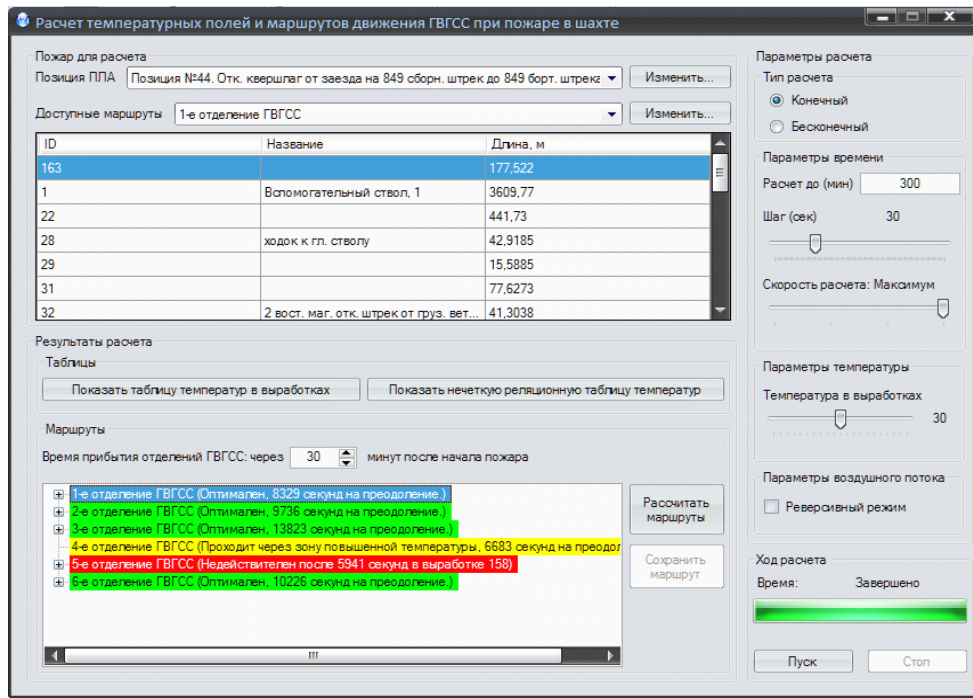 Расчет температурных полей и маршрутов движения ГВГСС при пожаре в шахте
Пожар для расчета
Позиция ПЛА Позиция №44. Отк. квершлаг от заезда на 849 сборн. штрек до 849 борт. штрека Изменить...
Доступные маршруты 1-е отделение ГВГСС Изменить...
ID Название Длина, м
163 177,522
1 Вспомогательный ствол, 1 3609,77
22 441,73
28 ходок к гл. стволу 42,9185
29 15,5885
31 77,6273
32 2 вост. маг. отк. штрек от груз. вет... 41,3038
Результаты расчета
Таблицы
Показать таблицу температур в выработках Показать нечеткую реляционную таблицу температур
Маршруты
Время прибытия отделений ГВГСС: через 30 минут после начала пожара
1-е отделение ГВГСС (Оптимален, 8329 секунд на преодоление.)
2-е отделение ГВГСС (Оптимален, 9736 секунд на преодоление.)
3-е отделение ГВГСС (Оптимален, 13823 секунд на преодоление.)
4-е отделение ГВГСС (Проходит через зону повышенной температуры, 6683 секунд на преодол
5-е отделение ГВГСС (Недействителен после 5941 секунд в выработке 158)
6-е отделение ГВГСС (Оптимален, 10226 секунд на преодоление.)
Рассчитать
маршруты
Сохранить
маршрут
Параметры расчета
Тип расчета
Конечный
Бесконечный
Параметры времени
Расчет до (мин) 300
Шаг (сек) 30
Скорость расчета: Максимум
Параметры температуры
Температура в выработках
30
Параметры воздушного потока
Реверсивный режим
Ход расчета
Время: Завершено
Пуск Стоп